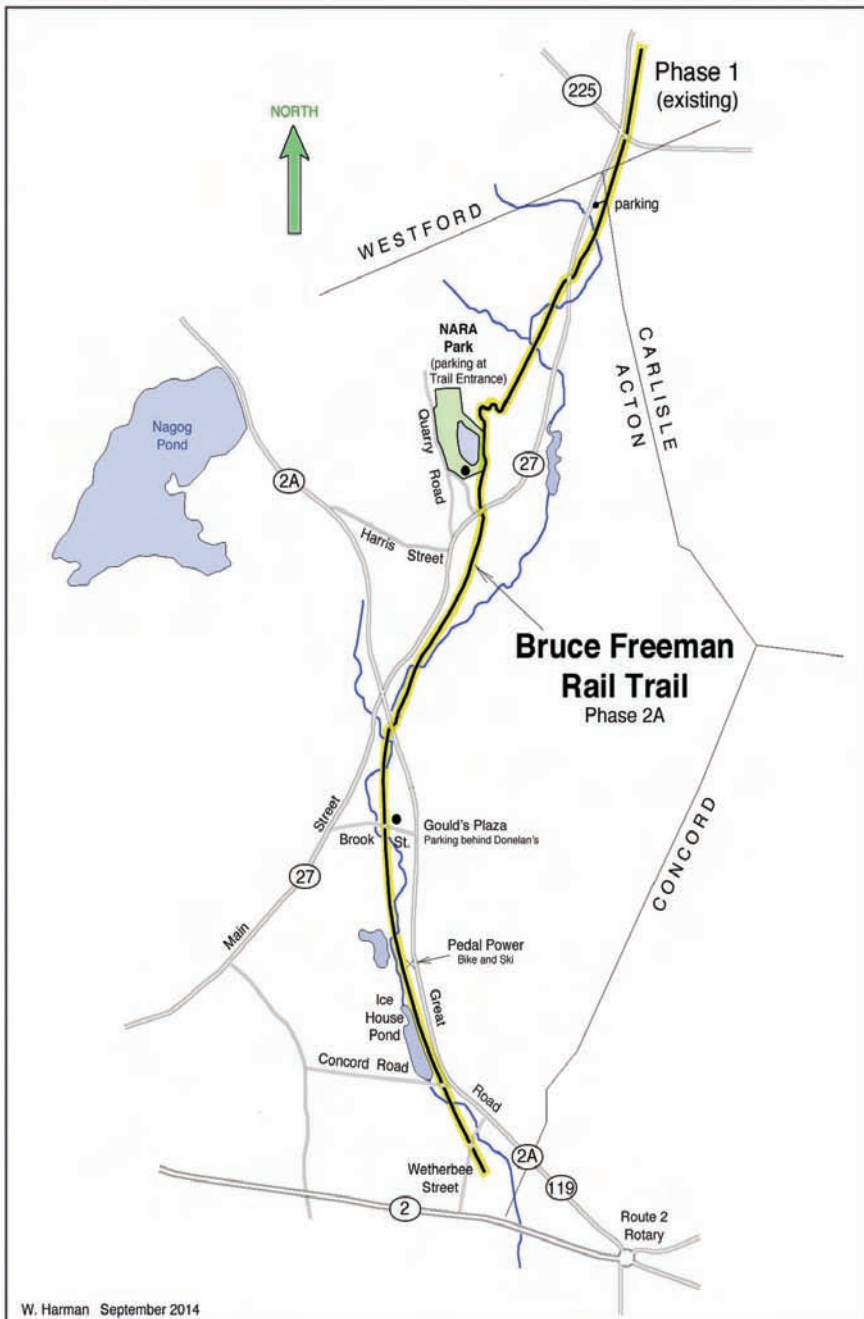 Phase 1
(existing)
225
NORTH
parking
WESTFORD
CARLISLE
ACTON
NARA
Park
(parking at
Trail Entrance)
Quarry
Road
Nagog
Pond
2A
27
Harris Street
Bruce Freeman
Rail Trail
Phase 2A
CONCORD
Main Street
27
Brook St.
Gould's Plaza
Parking behind Donelan's
Pedal Power
Bike and Ski
Ice
House
Pond
Great Road
Concord Road
Wetherbee
Street
2A
119
2
Route 2
Rotary
W. Harman September 2014